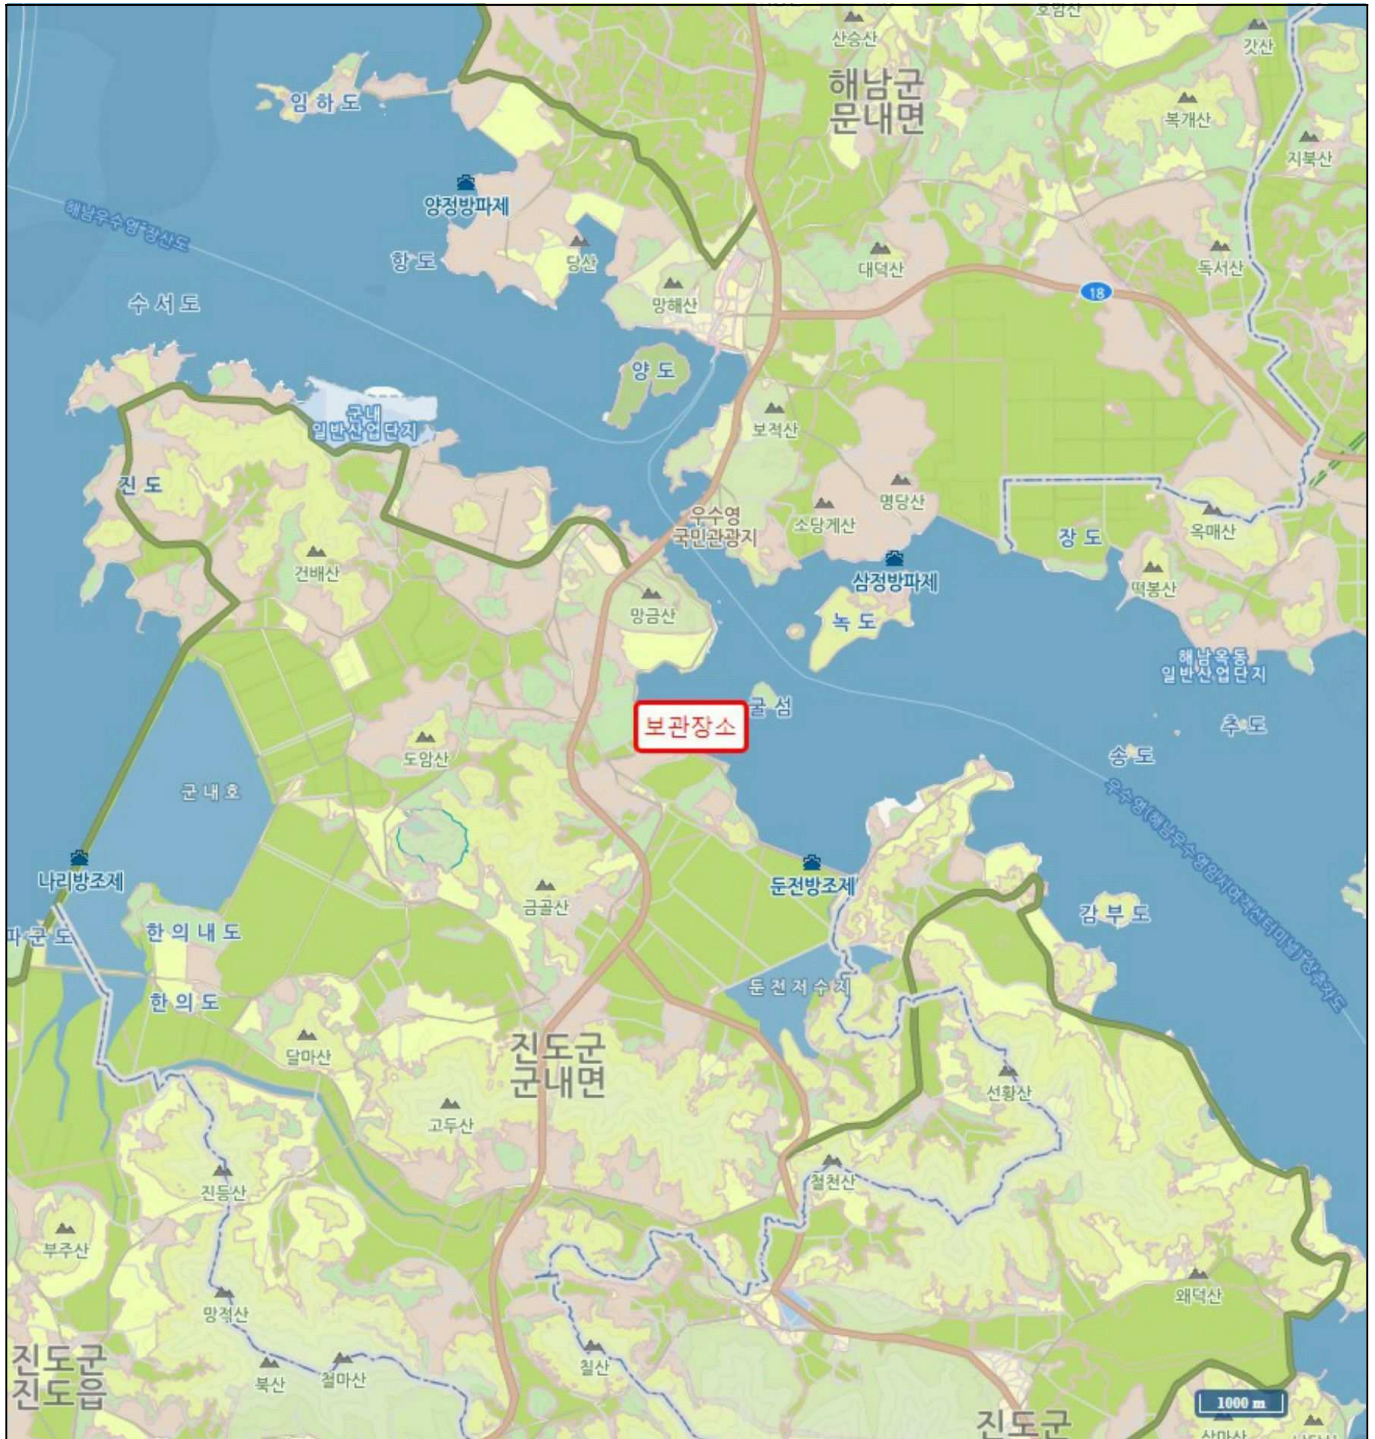 산승산
갓산
해남군
문내면
임하도
복개산
지북산
양정방파제
해남우수영~장산도
당산
항도
대덕산
독서산
망해산
18
수서도
양도
군내
일반산업단지
보적산
진도
명당산
소당게산
우수영
국민관광지
옥매산
장도
건배산
삼정방파제
떡봉산
망금산
녹도
해남옥동
일반산업단지
굴섬
보관장소
추도
도암산
송도
군내호
나리방조제
둔전방조제
금골산
감부도
파군도
한의내도
둔전저수지
한의도
달마산
진도군
군내면
선황산
고두산
철천산
진등산
부주산
왜덕산
망적산
진도군
진도읍
북산
철마산
칠산
1000 m
진도군